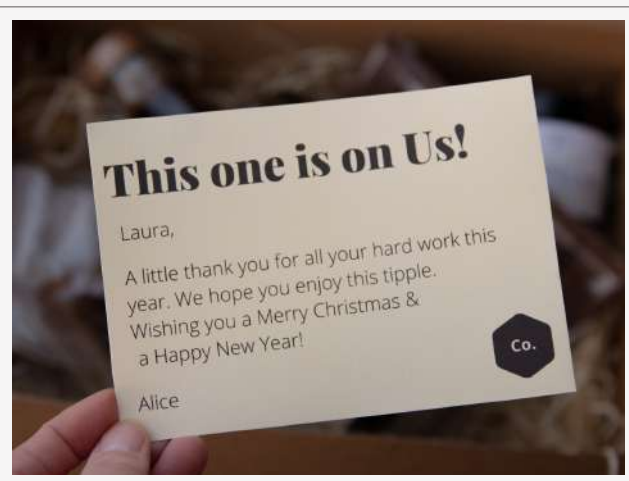 This one is on Us!
Laura,
A little thank you for all your hard work this
year. We hope you enjoy this tipple.
Wishing you a Merry Christmas &
a Happy New Year!
Co.
Alice